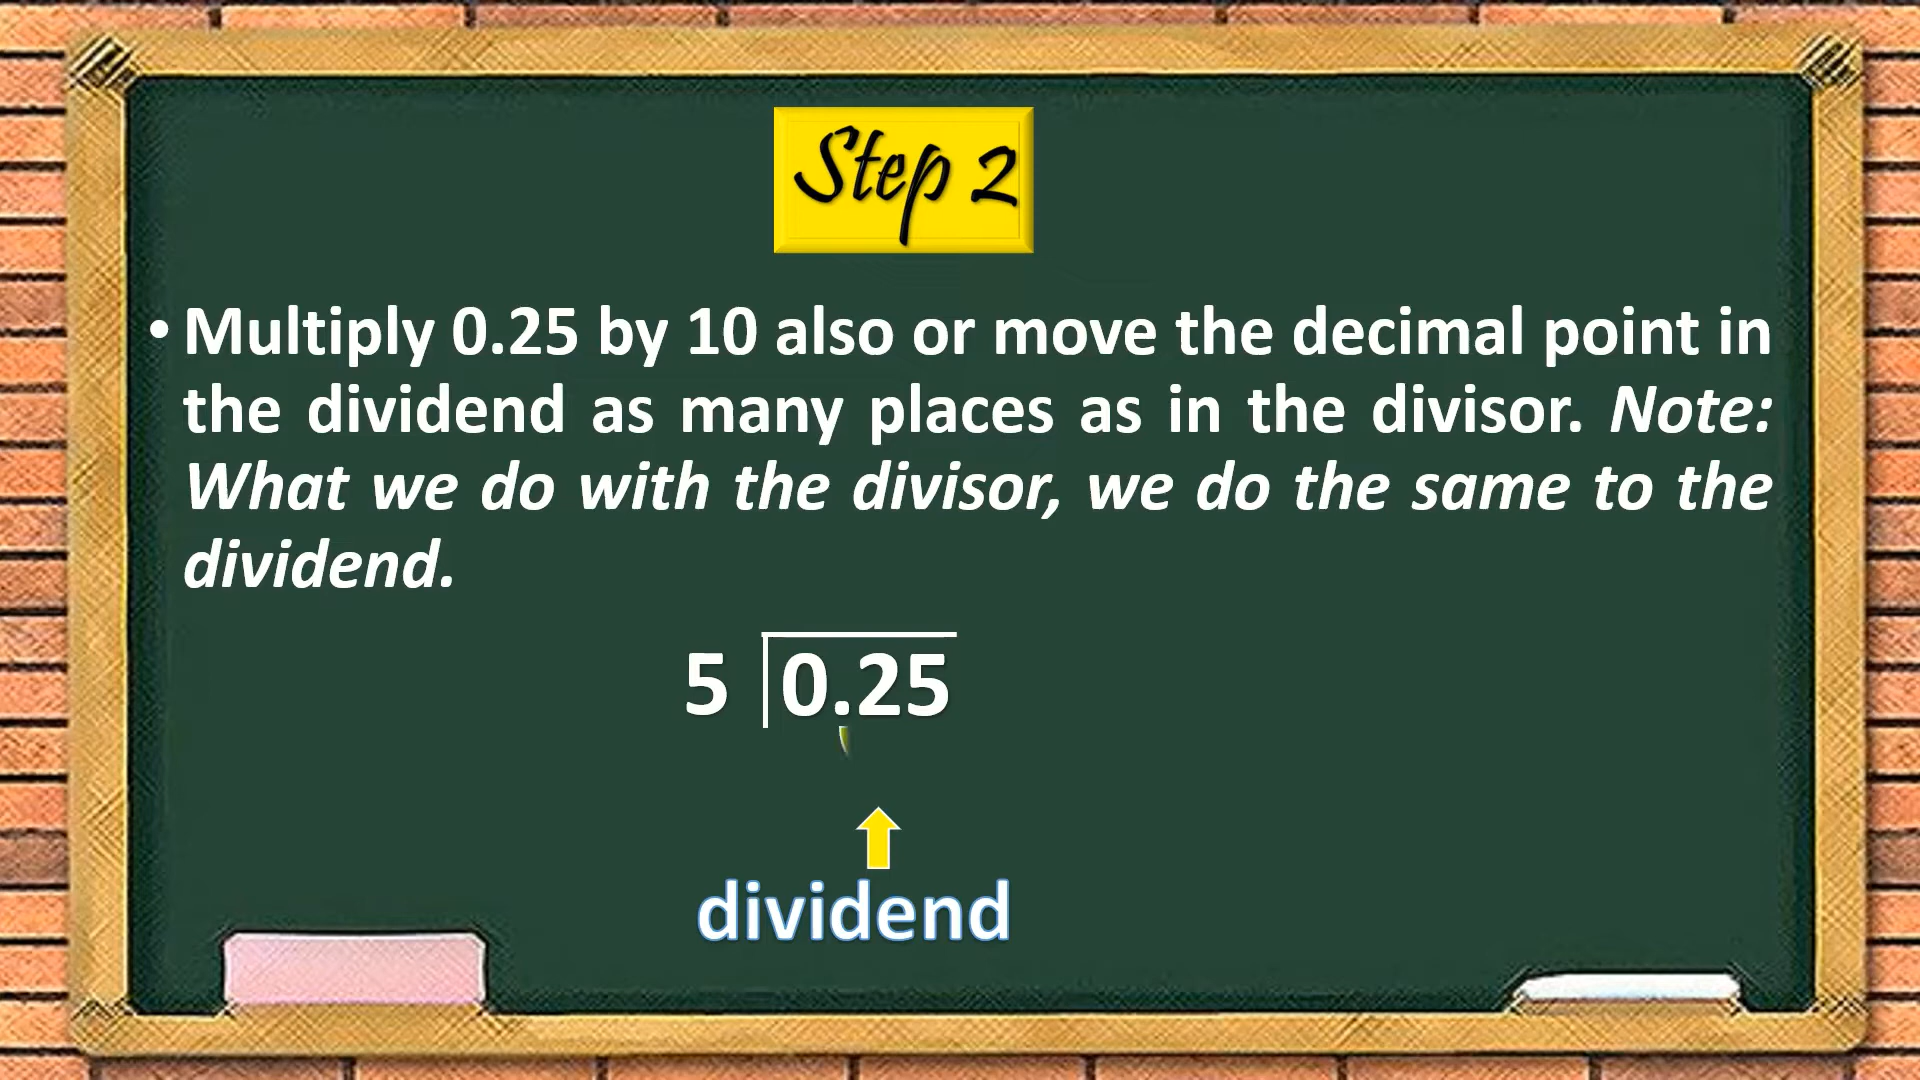 Step 2
• Multiply 0.25 by 10 also or move the decimal point in
the dividend as many places as in the divisor. Note:
What we do with the divisor, we do the same to the
dividend.
5 0.25
dividend